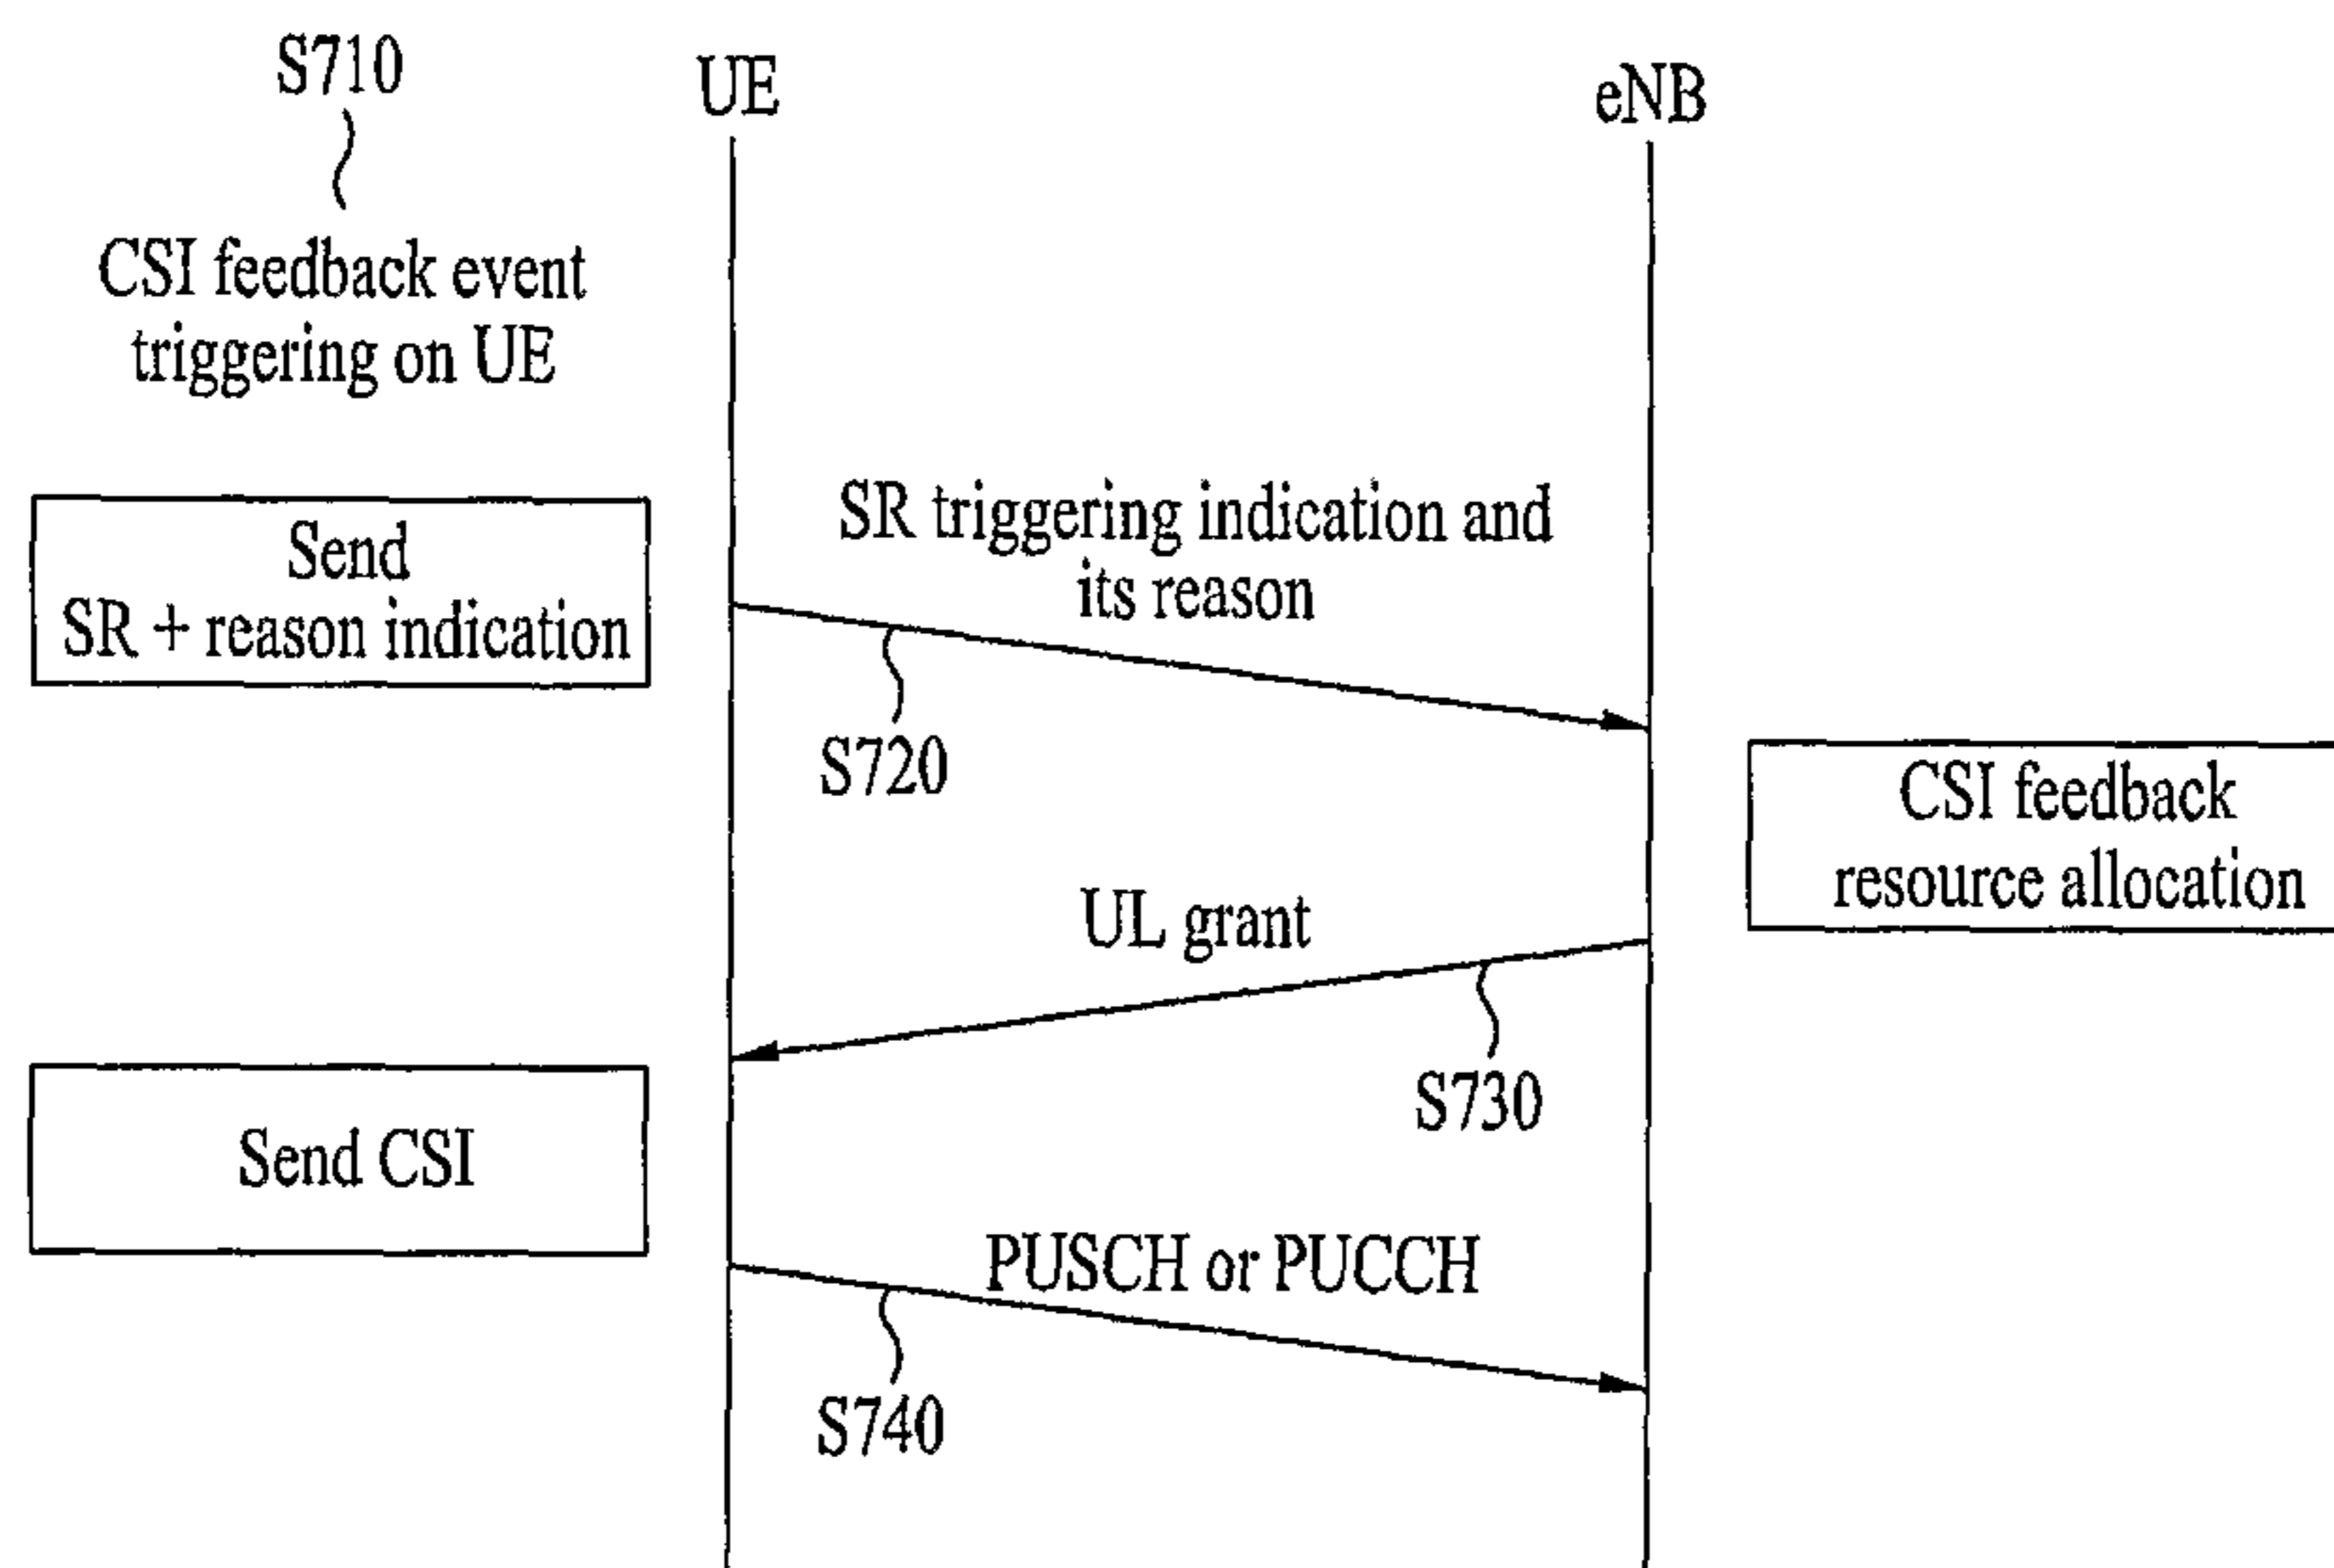 S710
UE
eNB
CSI feedback event
triggering on UE
Send
SR + reason indication
SR triggering indication and
its reason
S720
CSI feedback
resource allocation
UL grant
S730
Send CSI
PUSCH or PUCCH
S740